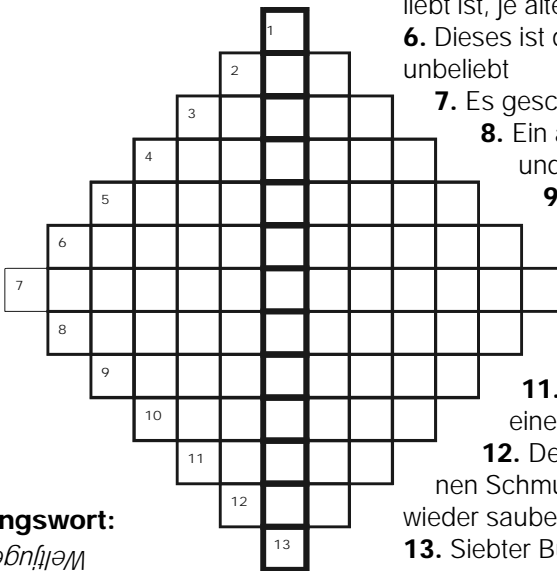 liebt ist, je älte
6. Dieses ist
unbeliebt
7. Es gesc
8. Ein
und
9
11.
eine
12. De
nen Schmu
wieder saube
13. Siebter B
ngswort:
Weltjuge
1
2
3
4
5
6
7
8
9
10
11
12
13